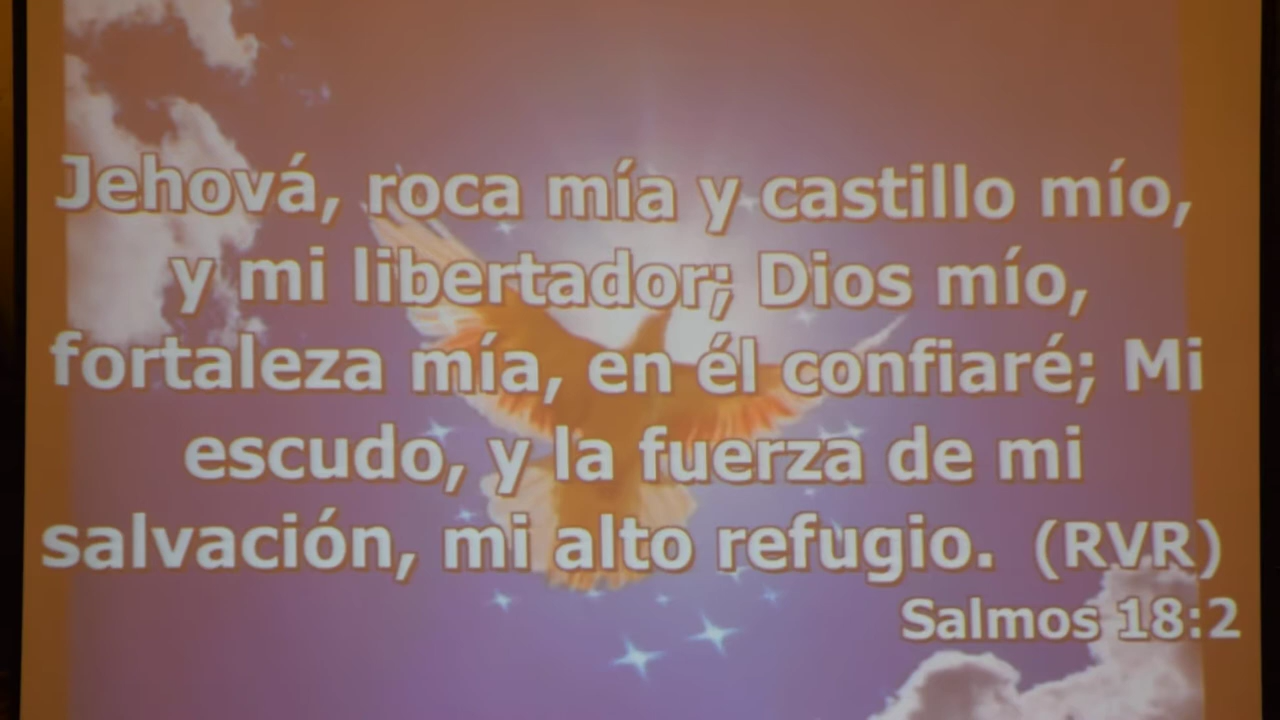 Jehová, roca mía y castillo mío,
y mi libertador; Dios mío,
fortaleza mía, en él confiaré; Mi
escudo, y la fuerza de mi
salvación, mi alto refugio. (RVR)
Salmos 18:2